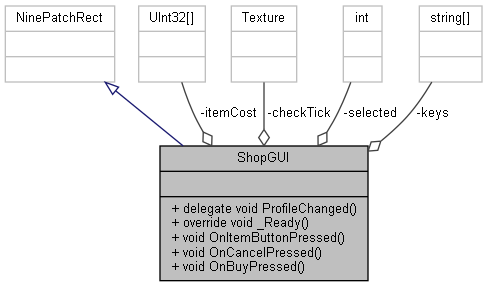 NinePatchRect
UInt32[]
Texture
int
string[]
-itemCost
-checkTick
-selected
-keys
ShopGUI
+ delegate void ProfileChanged()
+ override void _Ready()
+ void OnItemButtonPressed()
+ void OnCancelPressed()
+ void OnBuyPressed()